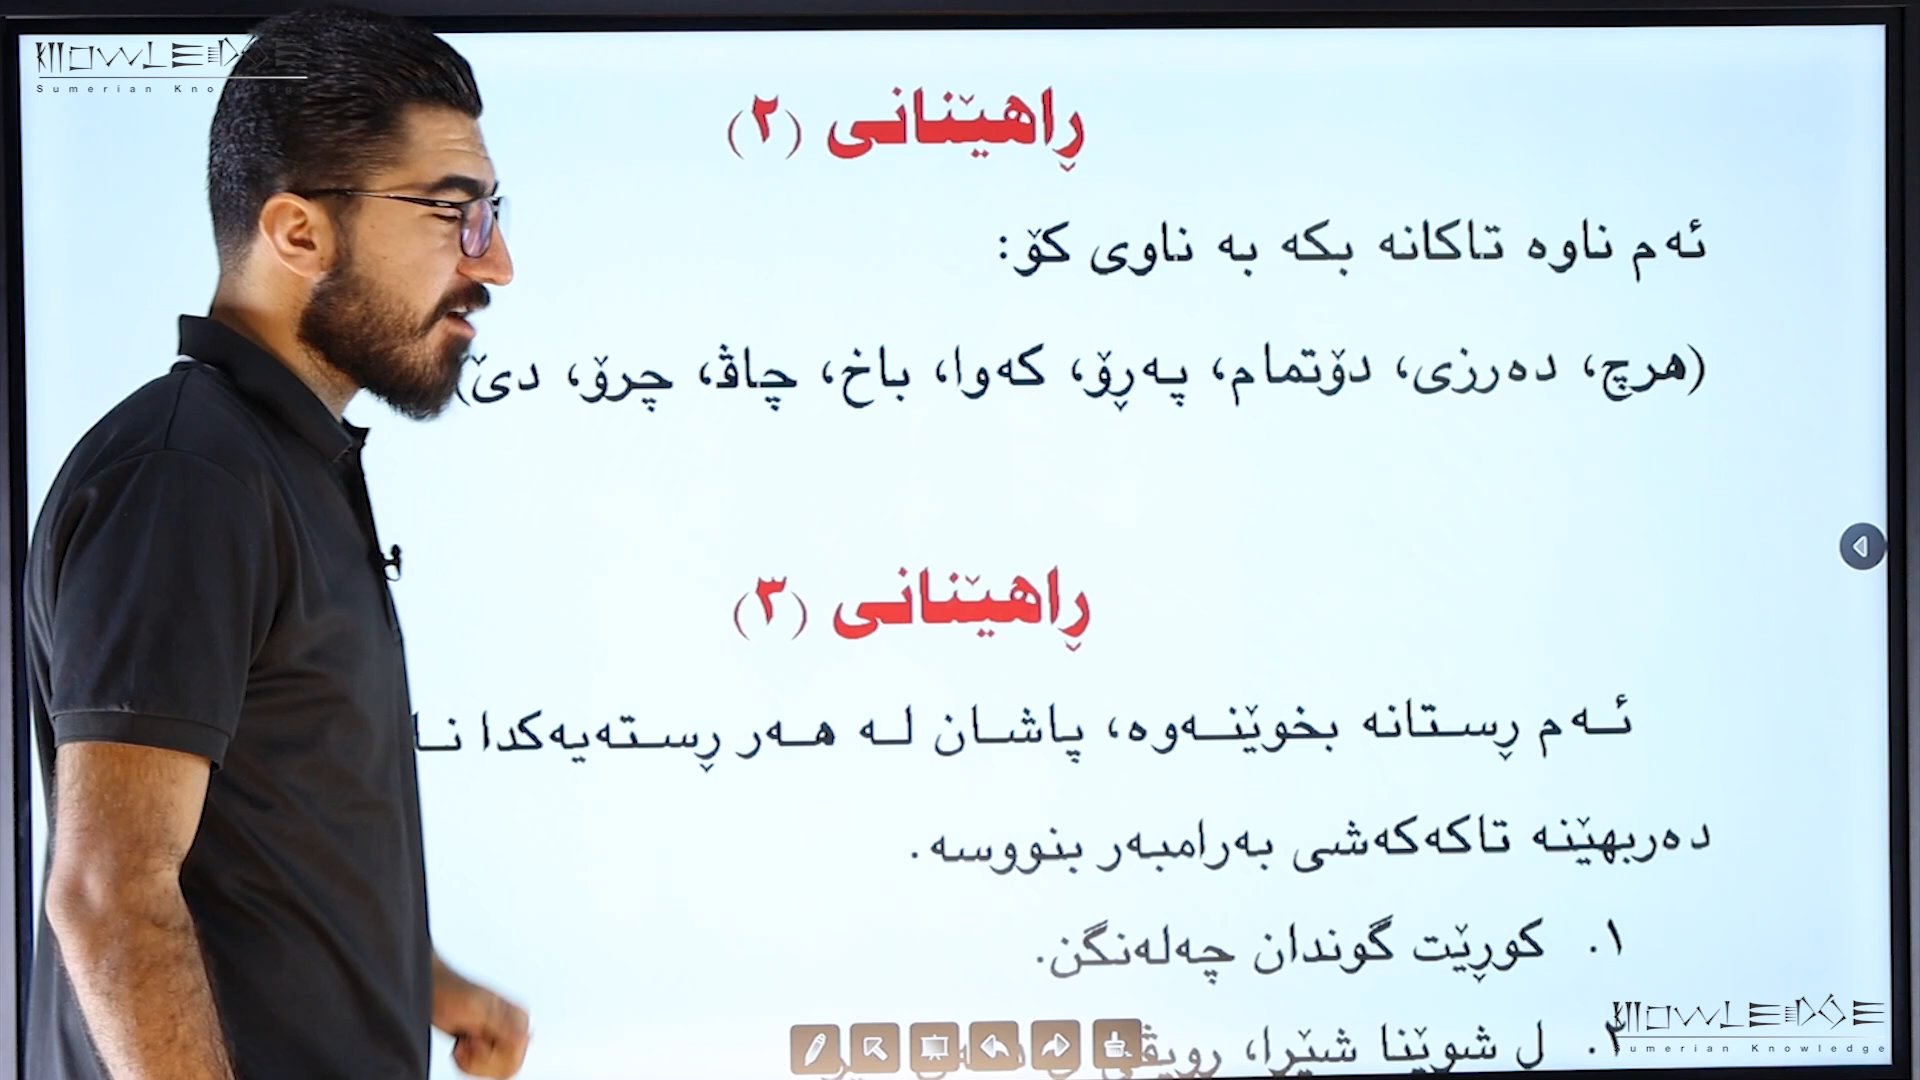 KNOWLEDGE
Sumerian Knowledge
ڕاهێنانی (٢)
ئەم ناوە تاکانە بکە بە ناوی کۆ:
(هرچ، دەرزی، دۆتمام، پەڕۆ، کەوا، باخ، چاڤ، چرۆ، دێ)
ڕاهێنانی (٣)
ئەم ڕستانە بخوێنەوە، پاشان لە هەر ڕستەیەکدا
دەربهێنە تاکەکەشی بەرامبەر بنووسە.
١. کوڕێت گوندان چەلەنگن.
٢. ل شوێنا شێرا،
KNOWLEDGE
Sumerian Knowledge